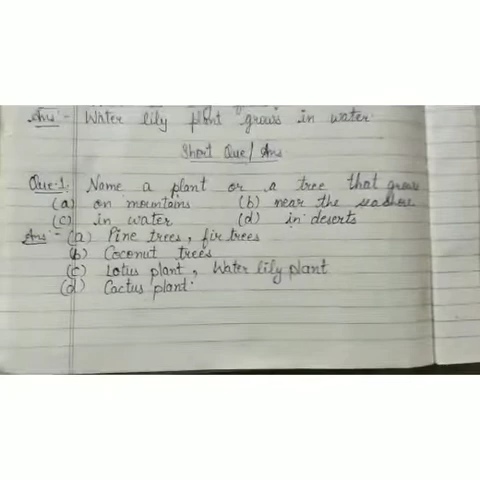 Ans:- Water lily plant grows in water.
Short Que/Ans
Que:-1. Name a plant or a tree that grows
(a) on mountains (b) near the seashore
(c) in water (d) in deserts
Ans:- (a) Pine trees, fir trees
(b) Coconut trees
(c) Lotus plant, Water lily plant
(d) Cactus plant.